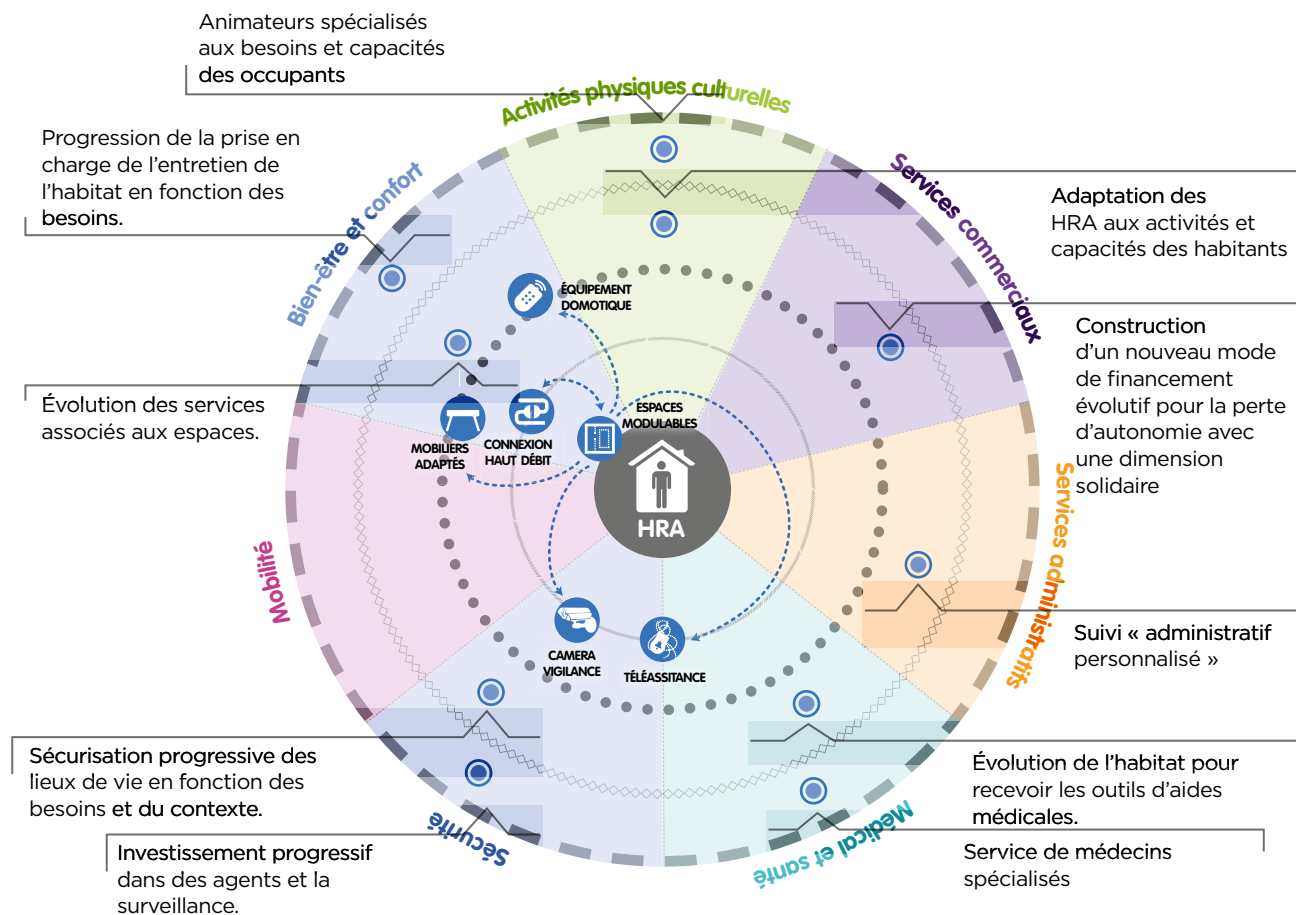 Animateurs spécialisés
aux besoins et capacités
des occupants
Activités physiques culturelles
Progression de la prise en
charge de l'entretien de
l'habitat en fonction des
besoins.
Bien-être et confort
Services commerciaux
Adaptation des
HRA aux activités et
capacités des habitants
ÉQUIPEMENT
DOMOTIQUE
Construction
d'un nouveau mode
de financement
évolutif pour la perte
d'autonomie avec
une dimension
solidaire
Évolution des services
associés aux espaces.
ESPACES
MODULABLES
MOBILIERS
ADAPTÉS
CONNEXION
HAUT DÉBIT
HRA
Mobilité
Services administratifs
CAMERA
VIGILANCE
TÉLÉASSITANCE
Suivi « administratif
personnalisé »
Sécurisation progressive des
lieux de vie en fonction des
besoins et du contexte.
Évolution de l'habitat pour
recevoir les outils d'aides
médicales.
Sécurité
Médical et santé
Investissement progressif
dans des agents et la
surveillance.
Service de médecins
spécialisés